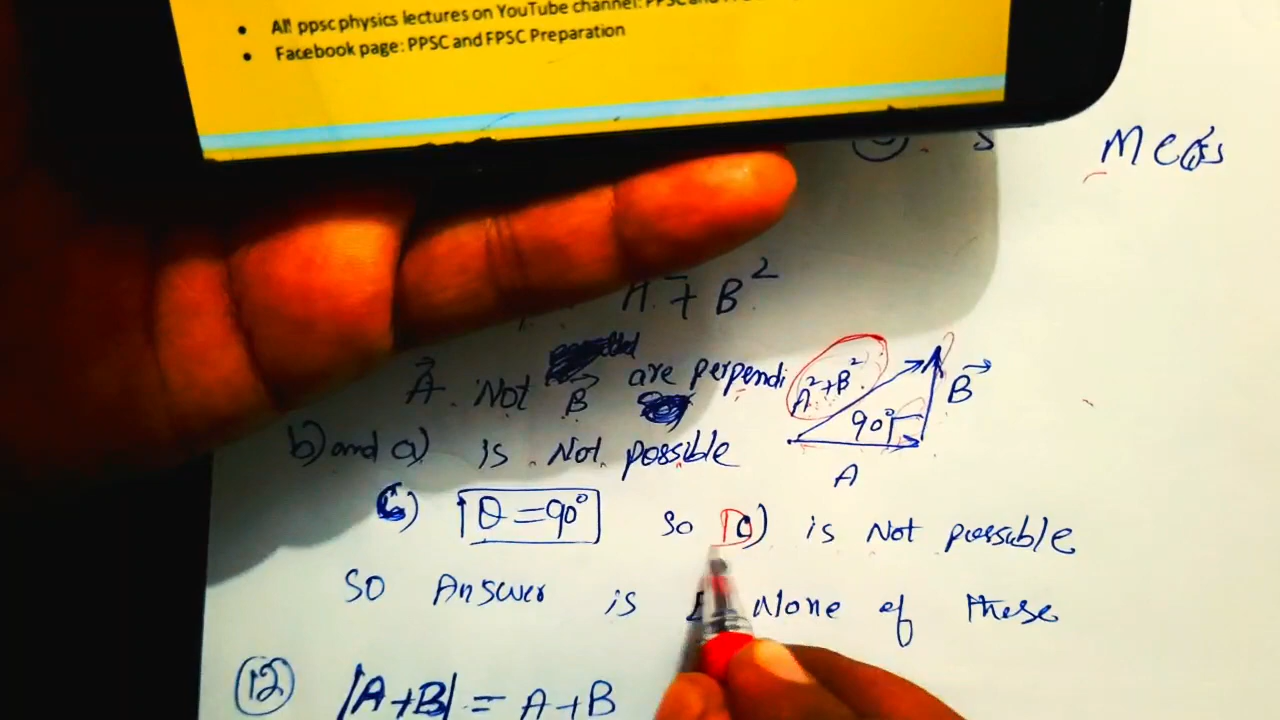 • All ppsc physics lectures on YouTube channel:
• Facebook page: PPSC and FPSC Preparation
MCQs
A + B²
A Not B are perpendi
A²+B²
B
90°
A
b) and a) is Not possible
C) θ = 90° So C) is Not possible
So Answer is None of these
12 |A+B| = A+B